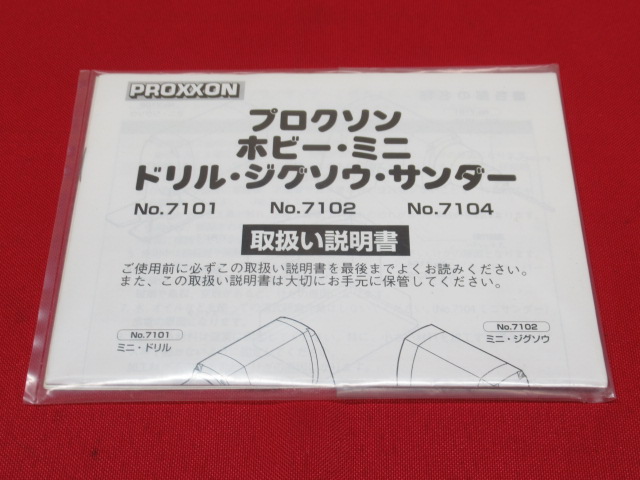 PROXXON
プロクソン
ホビー・ミニ
ドリル・ジグソウ・サンダー
No.7101 No.7102 No.7104
取扱い説明書
ご使用前に必ずこの取扱い説明書を最後までよくお読みください。
また、この取扱い説明書は大切にお手元に保管してください。
No.7101
ミニ・ドリル
No.7102
ミニ・ジグソウ